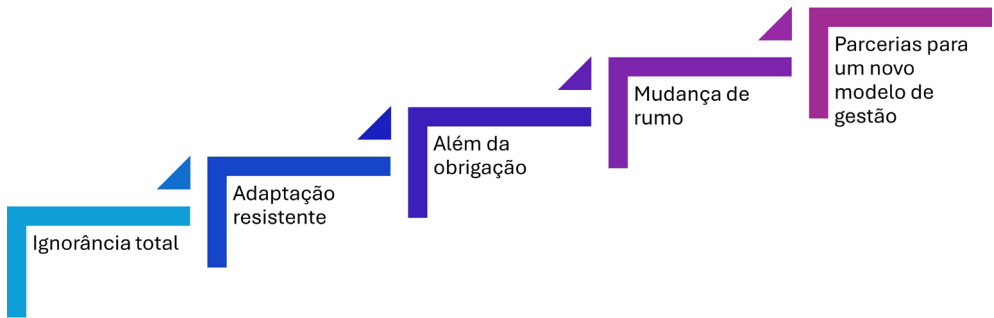 Ignorância total
Adaptação
resistente
Além da
obrigação
Mudança de
rumo
Parcerias para
um novo
modelo de
gestão